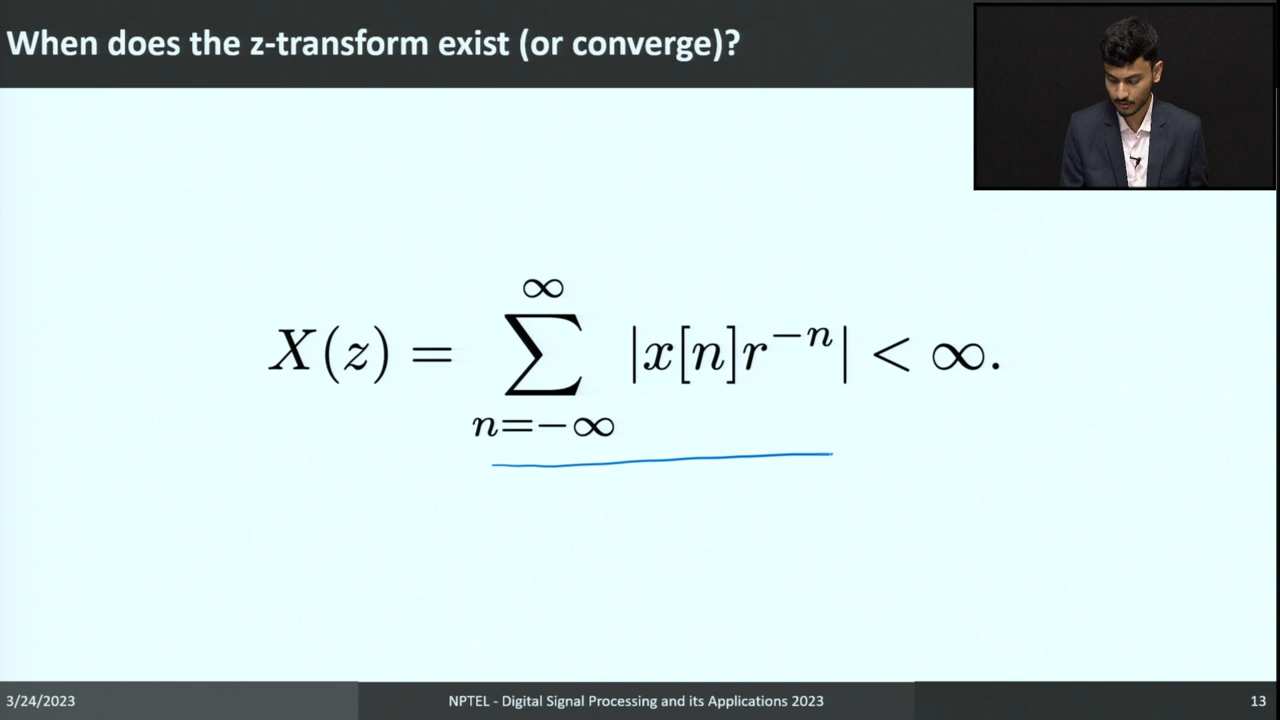 When does the z-transform exist (or converge)?
X(z) = ∑_{n=−∞}^{∞} |x[n]r^{−n}| < ∞.
3/24/2023
NPTEL - Digital Signal Processing and its Applications 2023
13